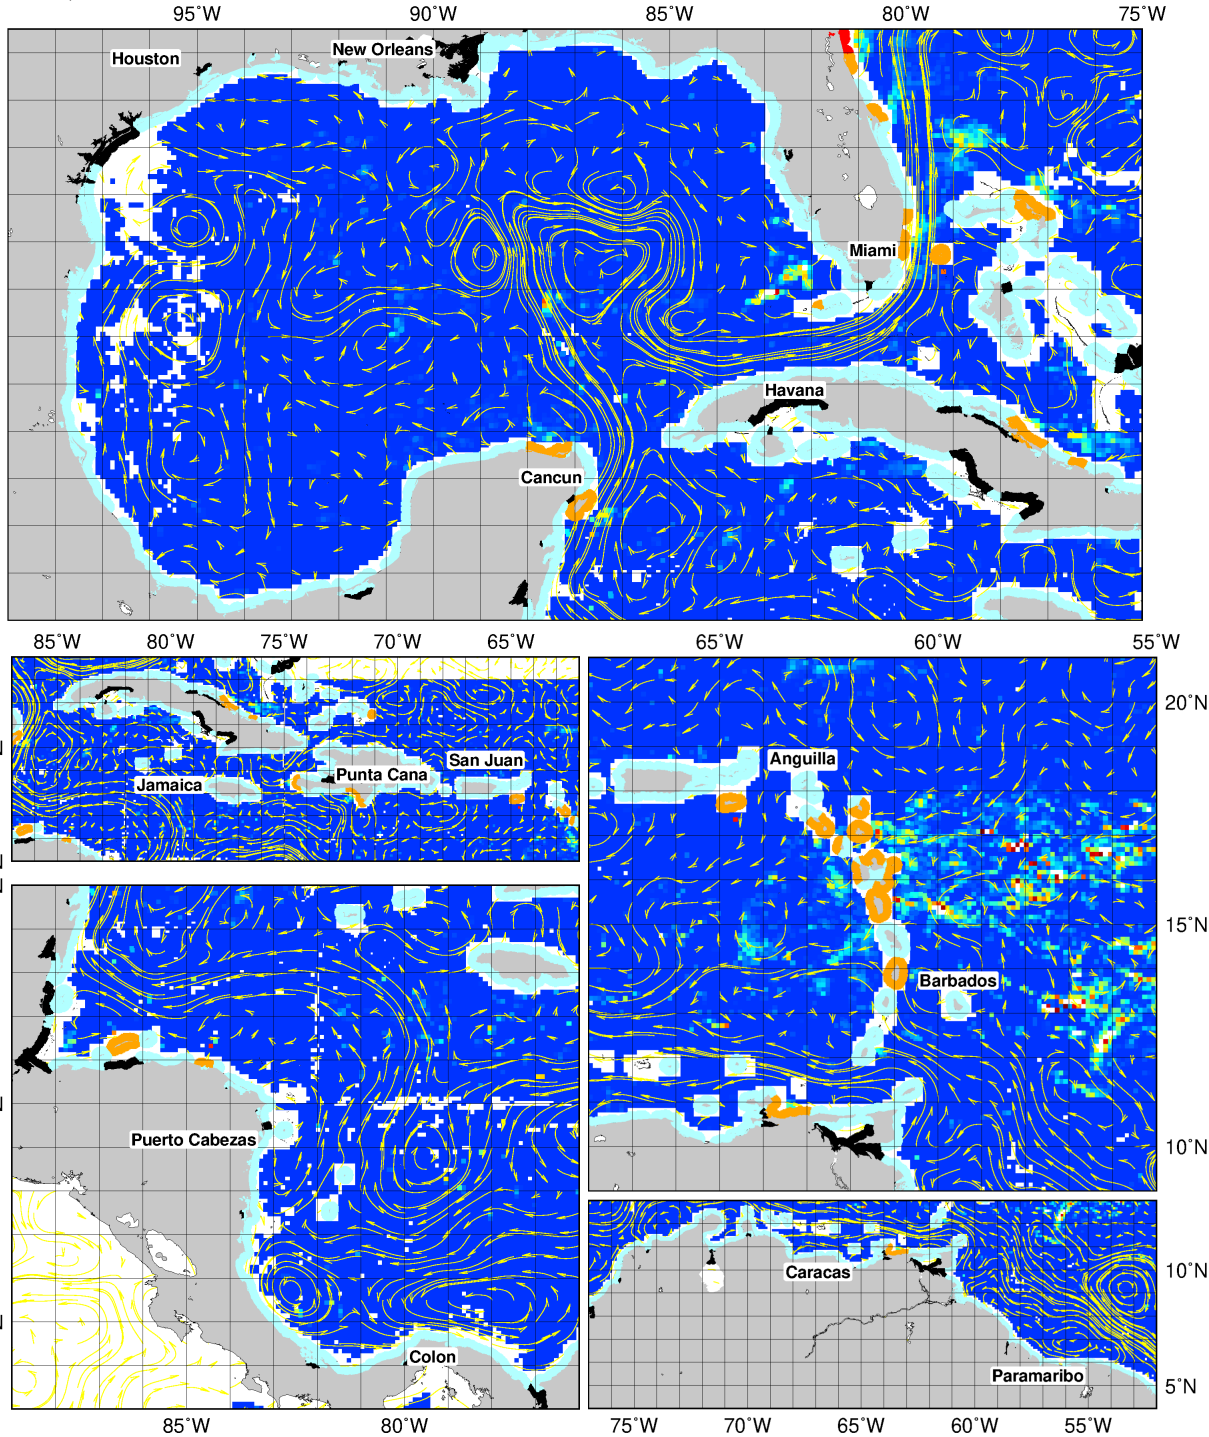 95°W 90°W 85°W 80°W 75°W
Houston
New Orleans
Miami
Havana
Cancun
85°W 80°W 75°W 70°W 65°W
65°W 60°W 55°W
Jamaica
Punta Cana
San Juan
Anguilla
Barbados
20°N
15°N
10°N
Puerto Cabezas
Colon
85°W 80°W
Caracas
Paramaribo
10°N
5°N
75°W 70°W 65°W 60°W 55°W